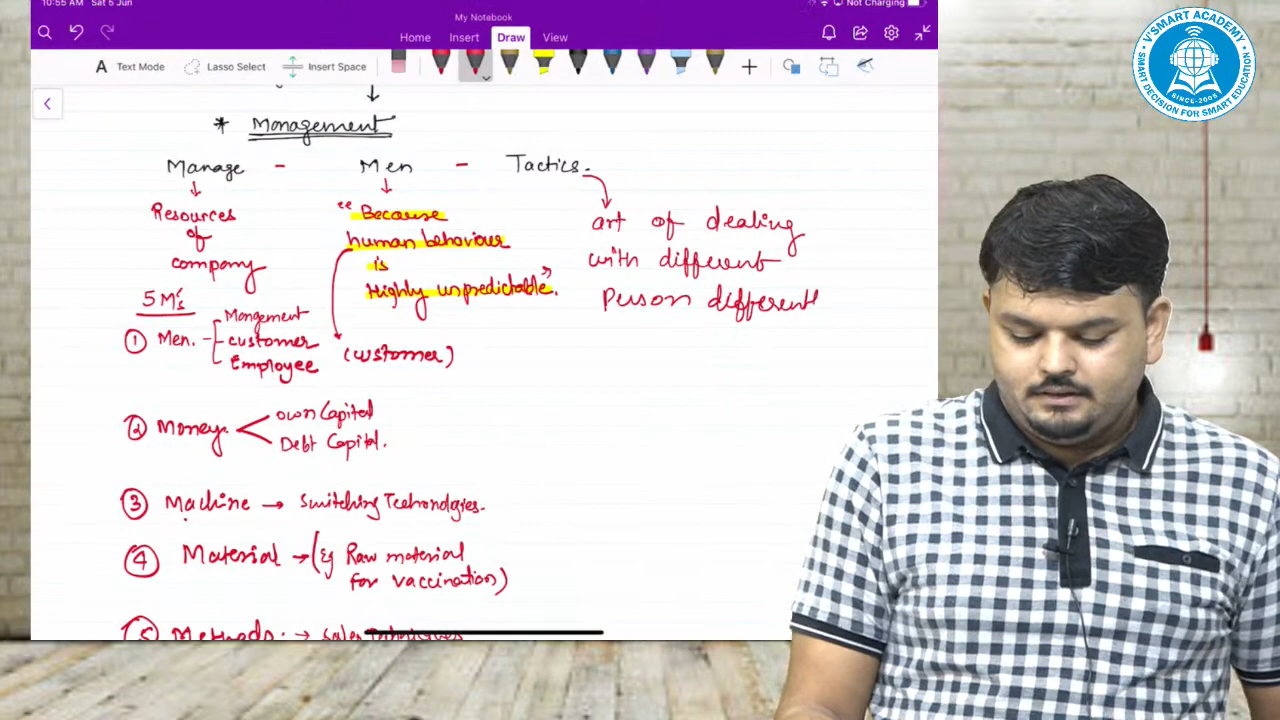 10:55 AM Sat 5 Jun
Not Charging
My Notebook
Home Insert Draw View
Text Mode Lasso Select Insert Space
* Management
Manage - Men - Tactics.
Resources
of
company
"Because
human behaviour
is
Highly unpredictable".
art of dealing
with different
Person different
5 M's
① Men. - Mangement
customer
Employee
(customer)
② Money. own Capital
Debt Capital.
③ Machine → Switching Technologies.
④ Material → (Eg Raw material
for vaccination)
⑤ Methods. → Sales
V'SMART ACADEMY
SINCE-2005
SMART DECISION FOR SMART EDUCATION